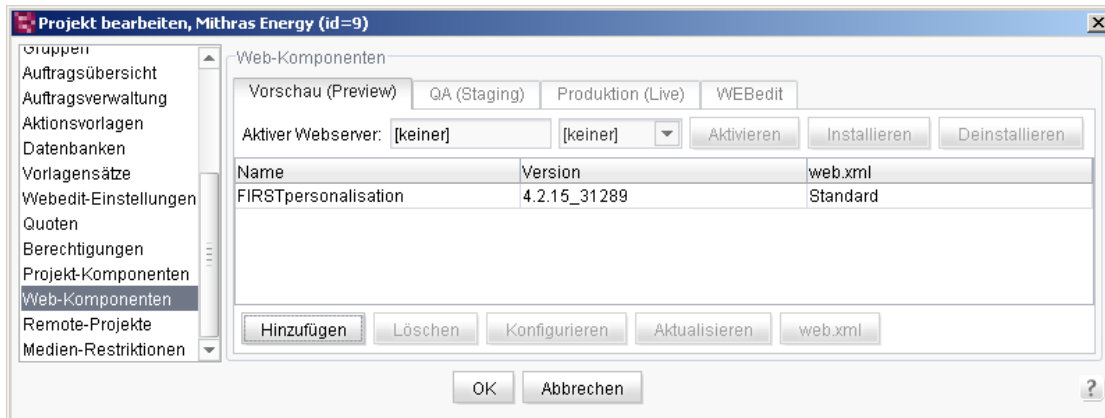 Projekt bearbeiten, Mithras Energy (id=9)
Gruppen
Auftragsübersicht
Auftragsverwaltung
Aktionsvorlagen
Datenbanken
Vorlagensätze
Webedit-Einstellungen
Quoten
Berechtigungen
Projekt-Komponenten
Web-Komponenten
Remote-Projekte
Medien-Restriktionen
Web-Komponenten
Vorschau (Preview) QA (Staging) Produktion (Live) WEBedit
Aktiver Webserver: [keiner] [keiner] Aktivieren Installieren Deinstallieren
Name Version web.xml
FIRSTpersonalisation 4.2.15_31289 Standard
Hinzufügen Löschen Konfigurieren Aktualisieren web.xml
OK Abbrechen ?